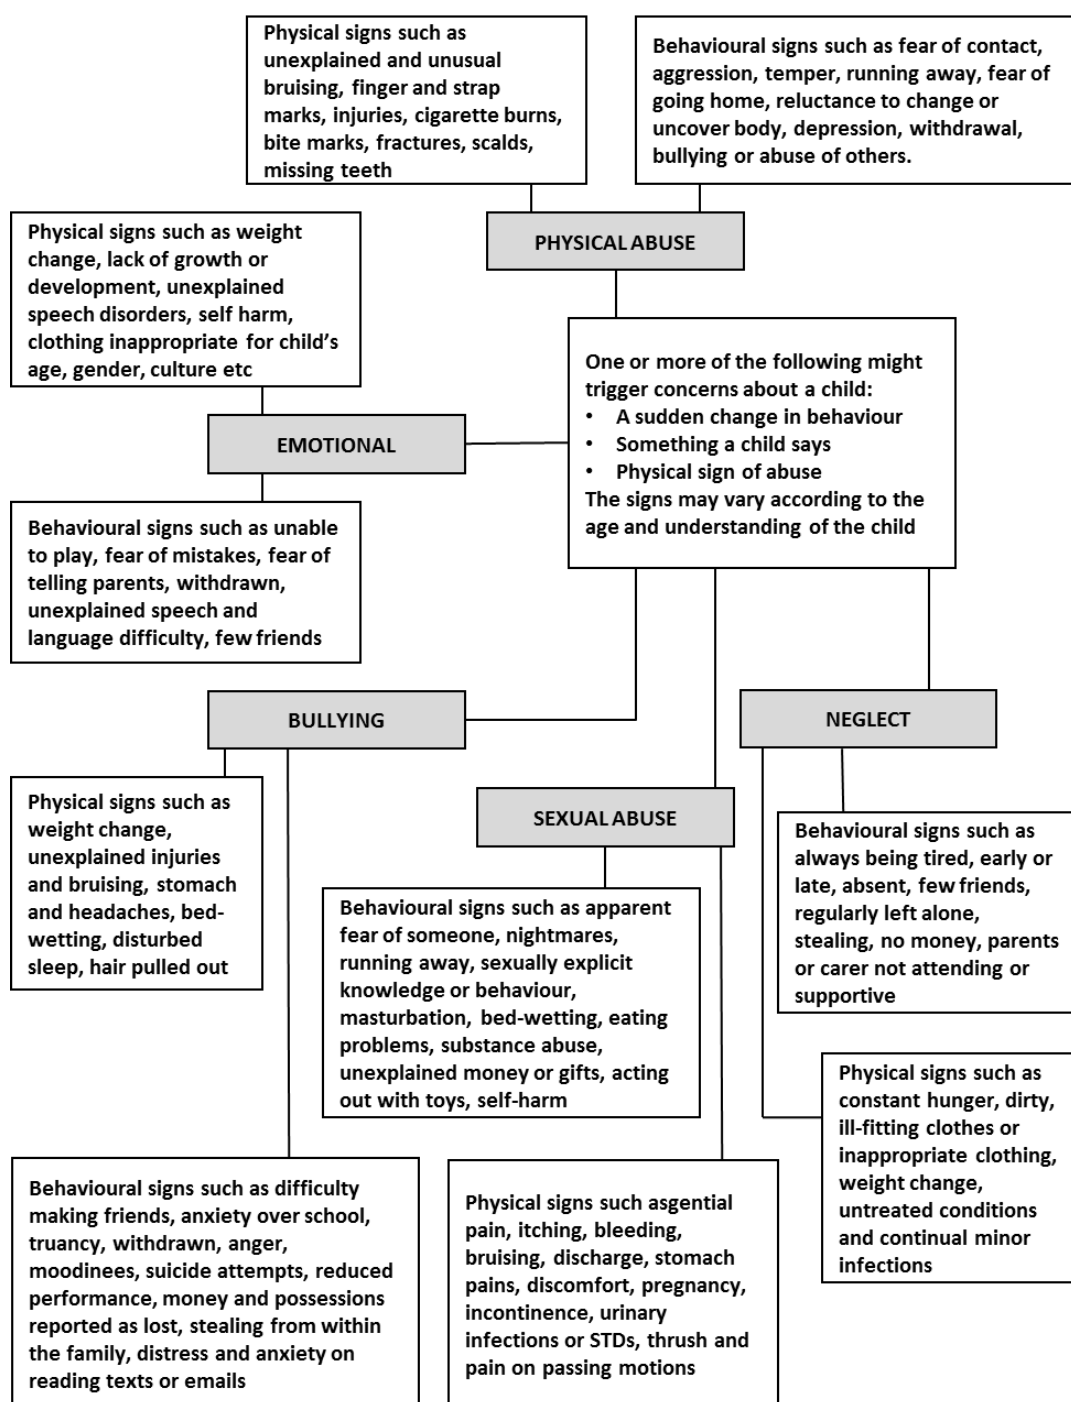 Physical signs such as
unexplained and unusual
bruising, finger and strap
marks, injuries, cigarette burns,
bite marks, fractures, scalds,
missing teeth
Behavioural signs such as fear of contact,
aggression, temper, running away, fear of
going home, reluctance to change or
uncover body, depression, withdrawal,
bullying or abuse of others.
PHYSICAL ABUSE
Physical signs such as weight
change, lack of growth or
development, unexplained
speech disorders, self harm,
clothing inappropriate for child's
age, gender, culture etc
One or more of the following might
trigger concerns about a child:
• A sudden change in behaviour
• Something a child says
• Physical sign of abuse
The signs may vary according to the
age and understanding of the child
EMOTIONAL
Behavioural signs such as unable
to play, fear of mistakes, fear of
telling parents, withdrawn,
unexplained speech and
language difficulty, few friends
BULLYING
NEGLECT
Physical signs such as
weight change,
unexplained injuries
and bruising, stomach
and headaches, bed-
wetting, disturbed
sleep, hair pulled out
SEXUAL ABUSE
Behavioural signs such as
always being tired, early or
late, absent, few friends,
regularly left alone,
stealing, no money, parents
or carer not attending or
supportive
Behavioural signs such as apparent
fear of someone, nightmares,
running away, sexually explicit
knowledge or behaviour,
masturbation, bed-wetting, eating
problems, substance abuse,
unexplained money or gifts, acting
out with toys, self-harm
Physical signs such as
constant hunger, dirty,
ill-fitting clothes or
inappropriate clothing,
weight change,
untreated conditions
and continual minor
infections
Behavioural signs such as difficulty
making friends, anxiety over school,
truancy, withdrawn, anger,
moodinees, suicide attempts, reduced
performance, money and possessions
reported as lost, stealing from within
the family, distress and anxiety on
reading texts or emails
Physical signs such asgential
pain, itching, bleeding,
bruising, discharge, stomach
pains, discomfort, pregnancy,
incontinence, urinary
infections or STDs, thrush and
pain on passing motions